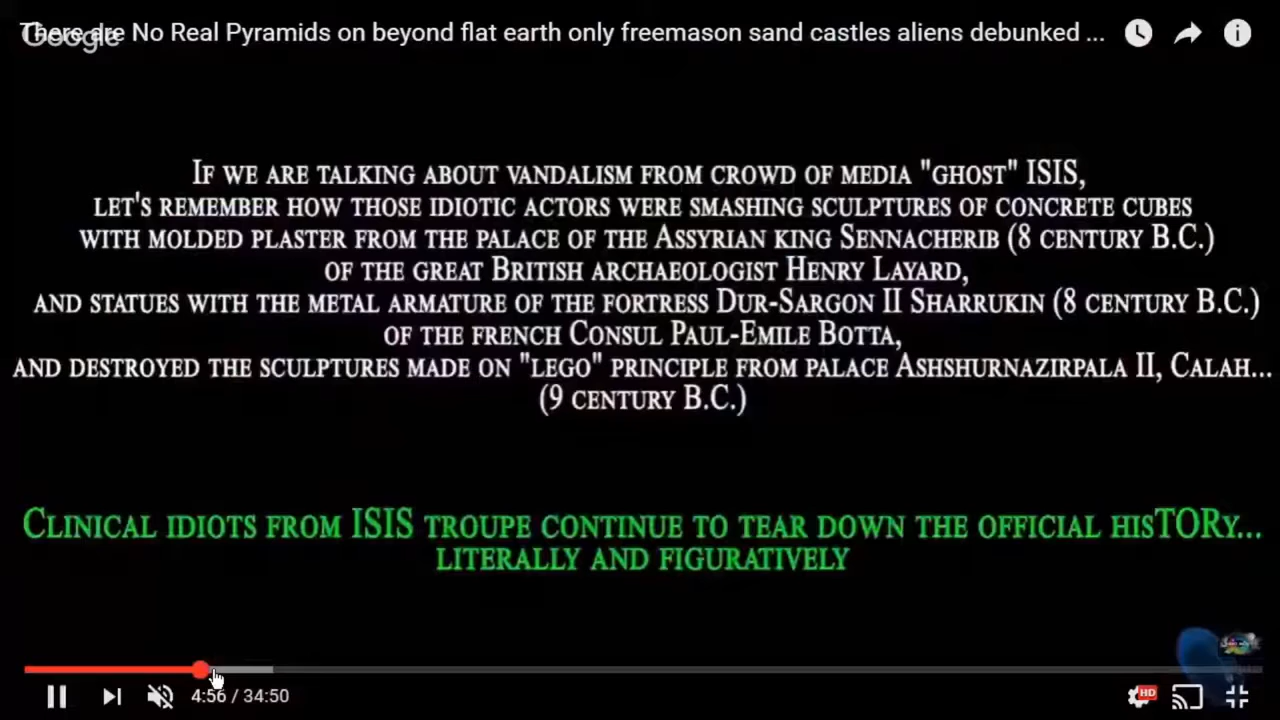 There are No Real Pyramids on beyond flat earth only freemason sand castles aliens debunked ...
Google
IF WE ARE TALKING ABOUT VANDALISM FROM CROWD OF MEDIA "GHOST" ISIS,
LET'S REMEMBER HOW THOSE IDIOTIC ACTORS WERE SMASHING SCULPTURES OF CONCRETE CUBES
WITH MOLDED PLASTER FROM THE PALACE OF THE ASSYRIAN KING SENNACHERIB (8 CENTURY B.C.)
OF THE GREAT BRITISH ARCHAEOLOGIST HENRY LAYARD,
AND STATUES WITH THE METAL ARMATURE OF THE FORTRESS DUR-SARGON II SHARRUKIN (8 CENTURY B.C.)
OF THE FRENCH CONSUL PAUL-EMILE BOTTA,
AND DESTROYED THE SCULPTURES MADE ON "LEGO" PRINCIPLE FROM PALACE ASHSHURNAZIRPALA II, CALAH...
(9 CENTURY B.C.)
CLINICAL IDIOTS FROM ISIS TROUPE CONTINUE TO TEAR DOWN THE OFFICIAL HISTORY...
LITERALLY AND FIGURATIVELY
4:56 / 34:50
HD